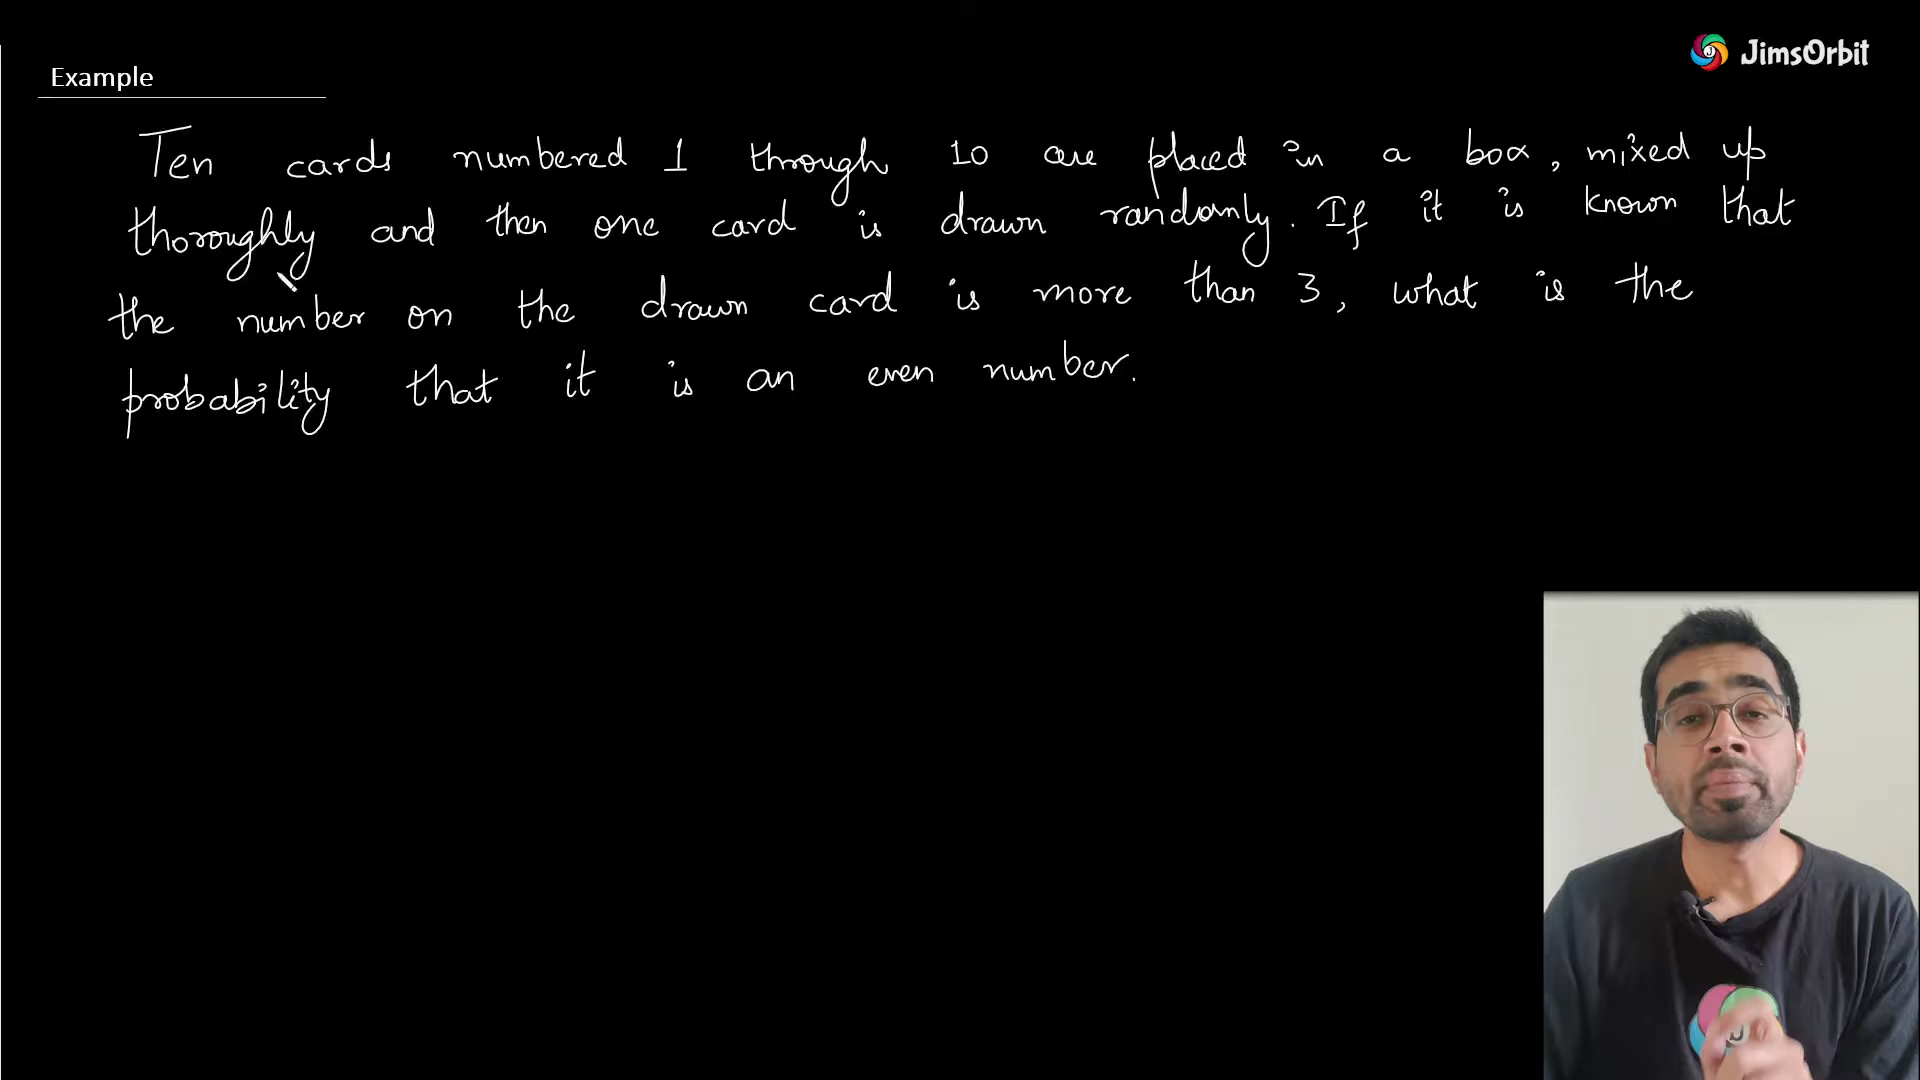 JimsOrbit
Example
Ten cards numbered 1 through 10 are placed in a box, mixed up
thoroughly and then one card is drawn randomly. If it is known that
the number on the drawn card is more than 3, what is the
probability that it is an even number.